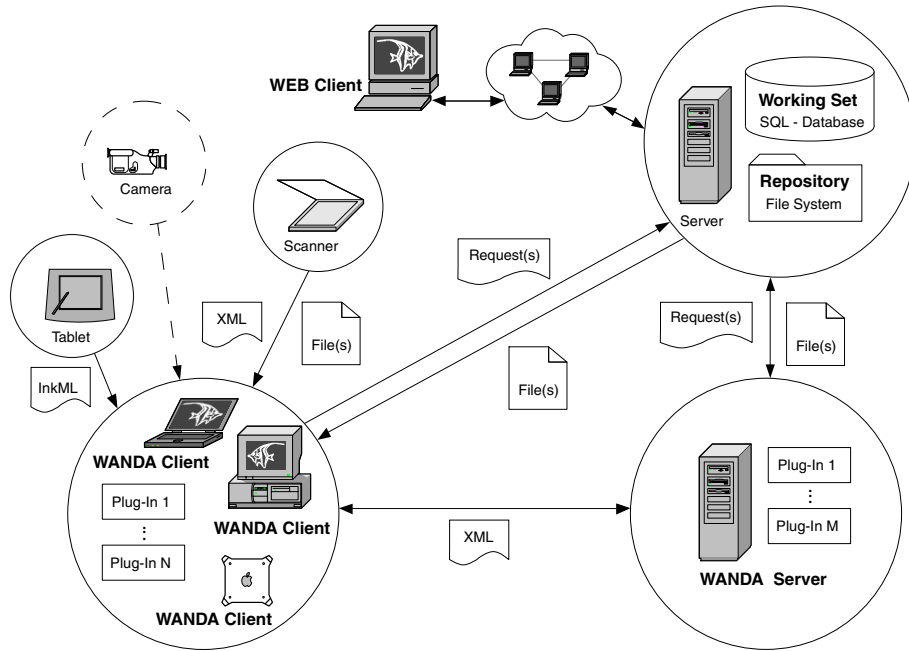 WEB Client
Working Set
SQL - Database
Repository
File System
Server
Camera
Scanner
Tablet
Request(s)
File(s)
XML
File(s)
InkML
Request(s)
File(s)
WANDA Client
Plug-In 1
⋮
Plug-In N
WANDA Client
WANDA Client
XML
Plug-In 1
⋮
Plug-In M
WANDA Server